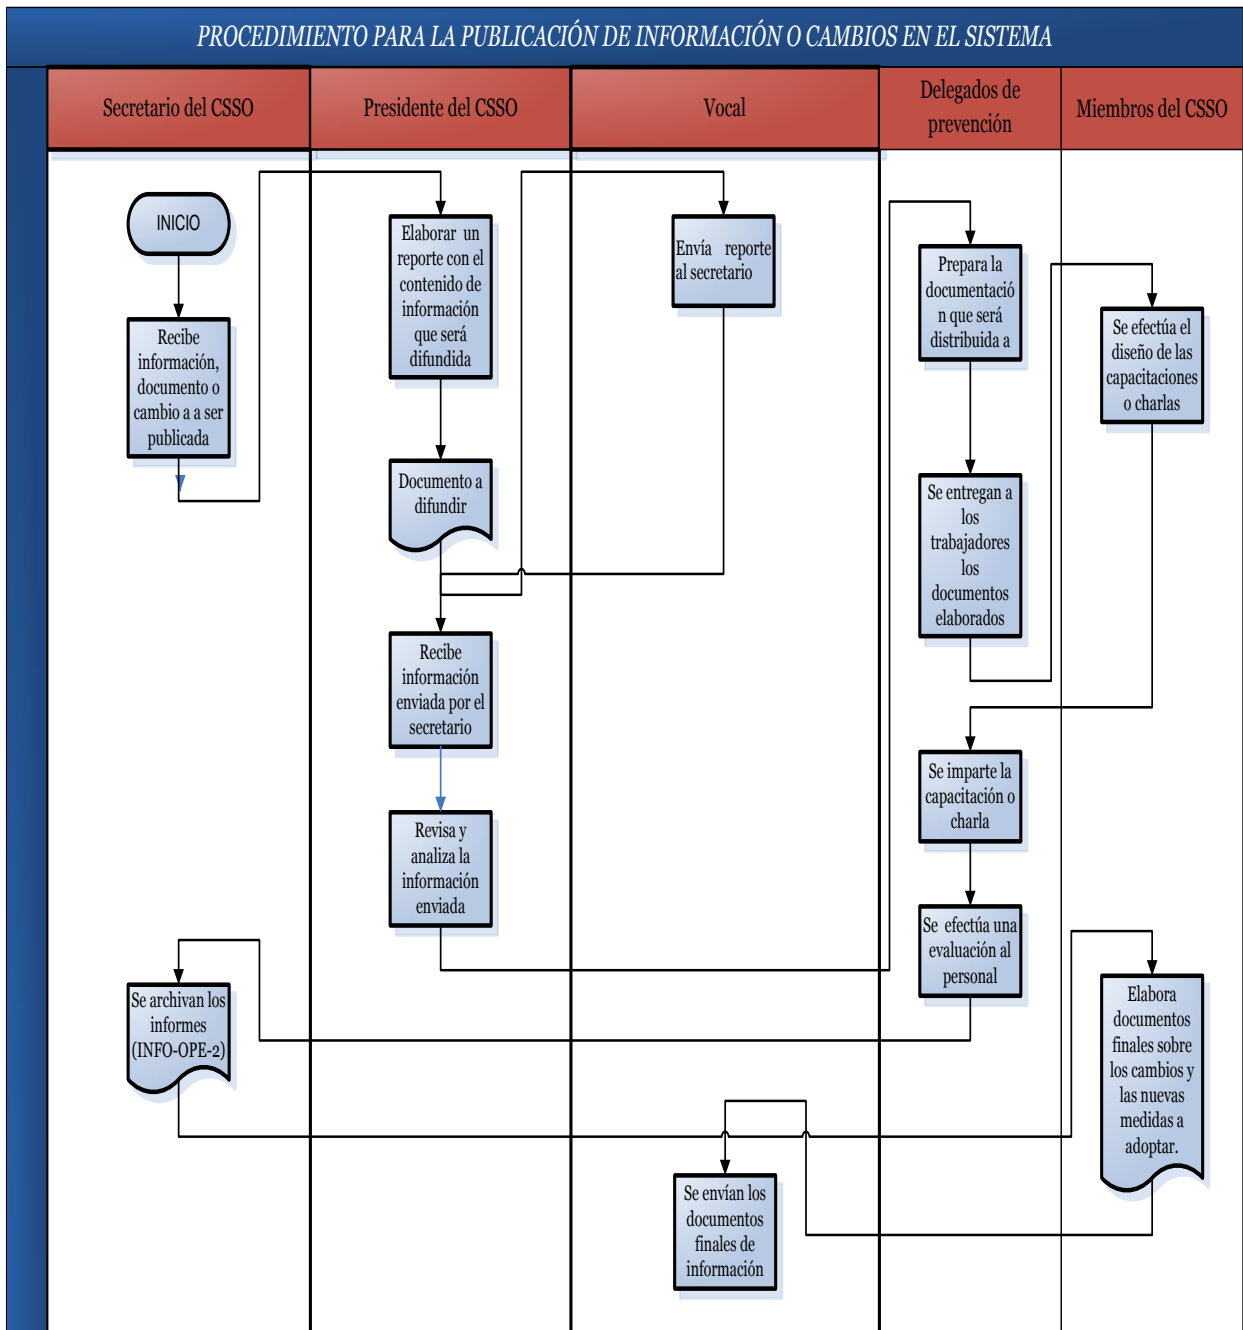 PROCEDIMIENTO PARA LA PUBLICACIÓN DE INFORMACIÓN O CAMBIOS EN EL SISTEMA
Secretario del CSSO
Presidente del CSSO
Vocal
Delegados de
prevención
Miembros del CSSO
INICIO
Recibe
información,
documento o
cambio a a ser
publicada
Elaborar un
reporte con el
contenido de
información
que será
difundida
Documento a
difundir
Envía reporte
al secretario
Recibe
información
enviada por el
secretario
Revisa y
analiza la
información
enviada
Prepara la
documentació
n que será
distribuida a
Se entregan a
los
trabajadores
los
documentos
elaborados
Se efectúa el
diseño de las
capacitaciones
o charlas
Se imparte la
capacitación o
charla
Se efectúa una
evaluación al
personal
Se archivan los
informes
(INFO-OPE-2)
Elabora
documentos
finales sobre
los cambios y
las nuevas
medidas a
adoptar.
Se envían los
documentos
finales de
información